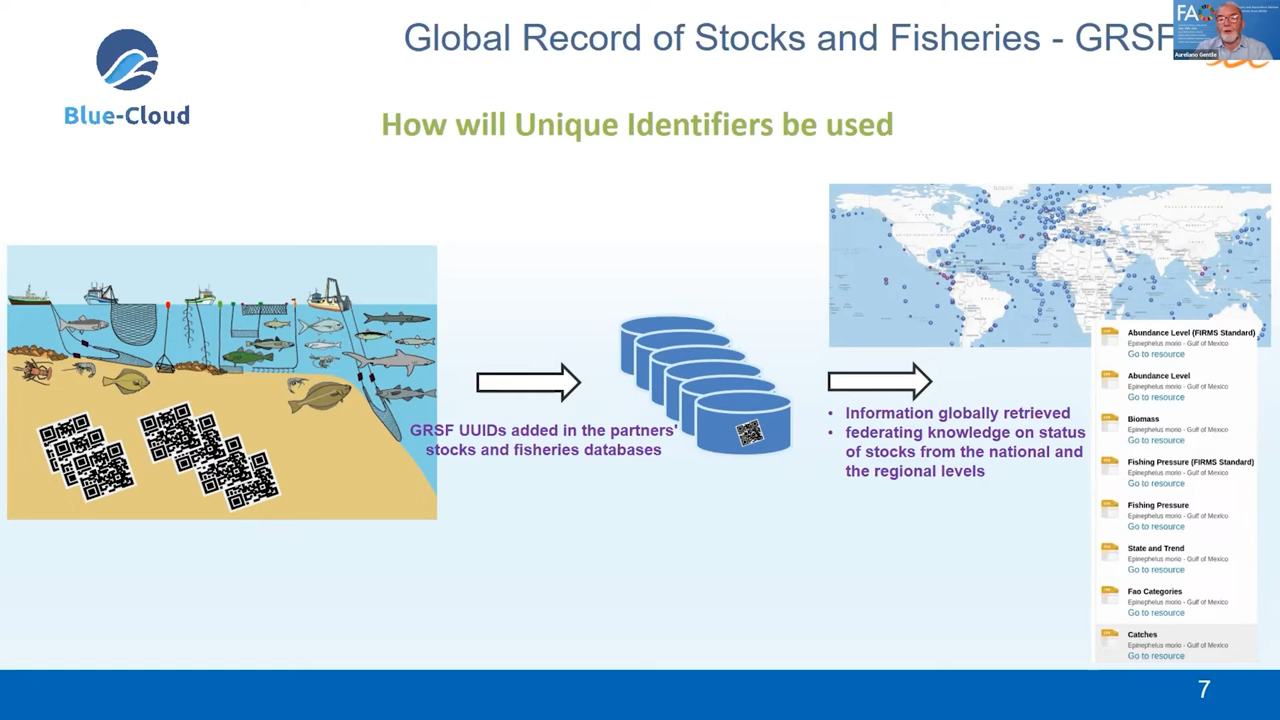 Global Record of Stocks and Fisheries - GRSF
FAO
Aureliano Gentile
Blue-Cloud
How will Unique Identifiers be used
GRSF UUIDs added in the partners'
stocks and fisheries databases
• Information globally retrieved
• federating knowledge on status
of stocks from the national and
the regional levels
Abundance Level (FIRMS Standard)
Epinephelus morio - Gulf of Mexico
Go to resource
Abundance Level
Epinephelus morio - Gulf of Mexico
Go to resource
Biomass
Epinephelus morio - Gulf of Mexico
Go to resource
Fishing Pressure (FIRMS Standard)
Epinephelus morio - Gulf of Mexico
Go to resource
Fishing Pressure
Epinephelus morio - Gulf of Mexico
Go to resource
State and Trend
Epinephelus morio - Gulf of Mexico
Go to resource
Fao Categories
Epinephelus morio - Gulf of Mexico
Go to resource
Catches
Epinephelus morio - Gulf of Mexico
Go to resource
7